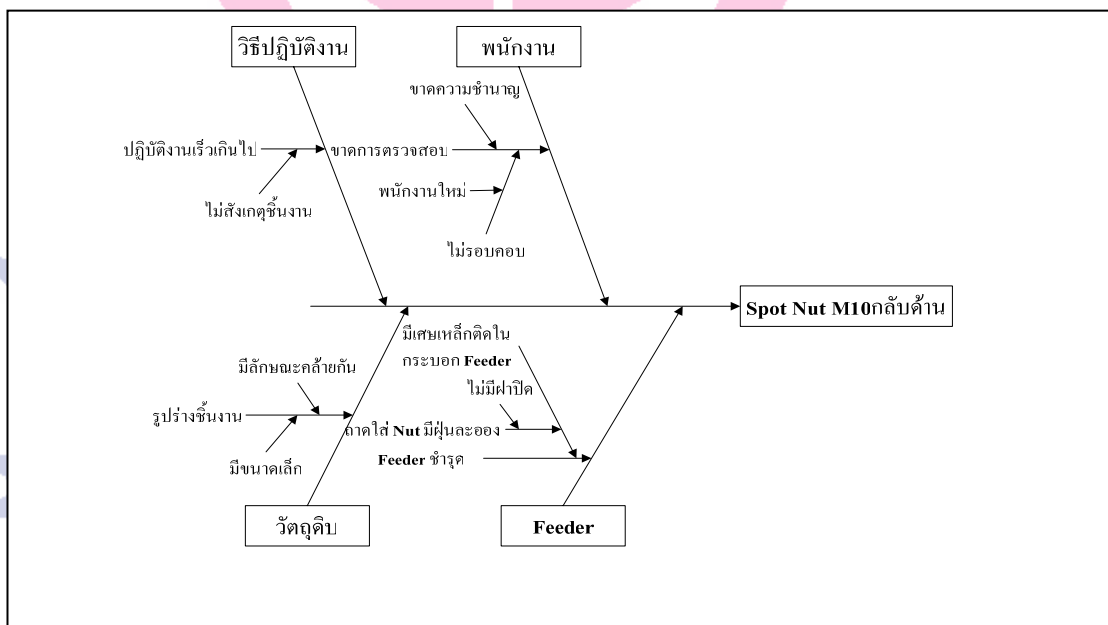 วิธีปฏิบัติงาน
พนักงาน
ขาดความชำนาญ
ปฏิบัติงานเร็วเกินไป
ขาดการตรวจสอบ
พนักงานใหม่
ไม่สังเกตุชิ้นงาน
ไม่รอบคอบ
Spot Nut M10กลับด้าน
มีเศษเหล็กติดใน
กระบอก Feeder
มีลักษณะคล้ายกัน
ไม่มีฝาปิด
รูปร่างชิ้นงาน
ถาดใส่ Nut มีฝุ่นละออง
Feeder ชำรุด
มีขนาดเล็ก
วัตถุดิบ
Feeder